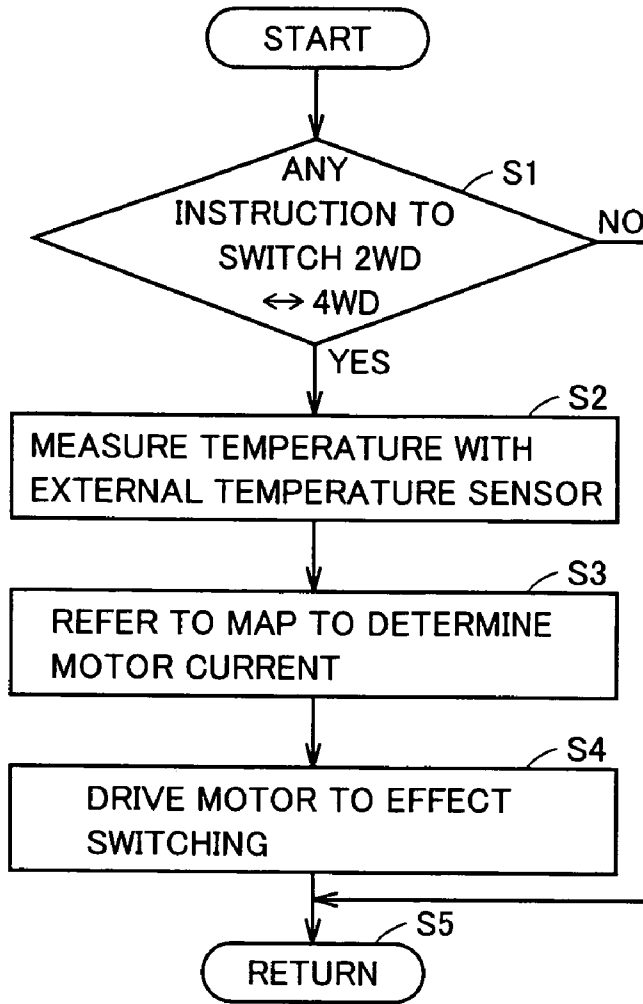 START
S1
ANY
INSTRUCTION TO
SWITCH 2WD
↔ 4WD
NO
YES
S2
MEASURE TEMPERATURE WITH
EXTERNAL TEMPERATURE SENSOR
S3
REFER TO MAP TO DETERMINE
MOTOR CURRENT
S4
DRIVE MOTOR TO EFFECT
SWITCHING
S5
RETURN